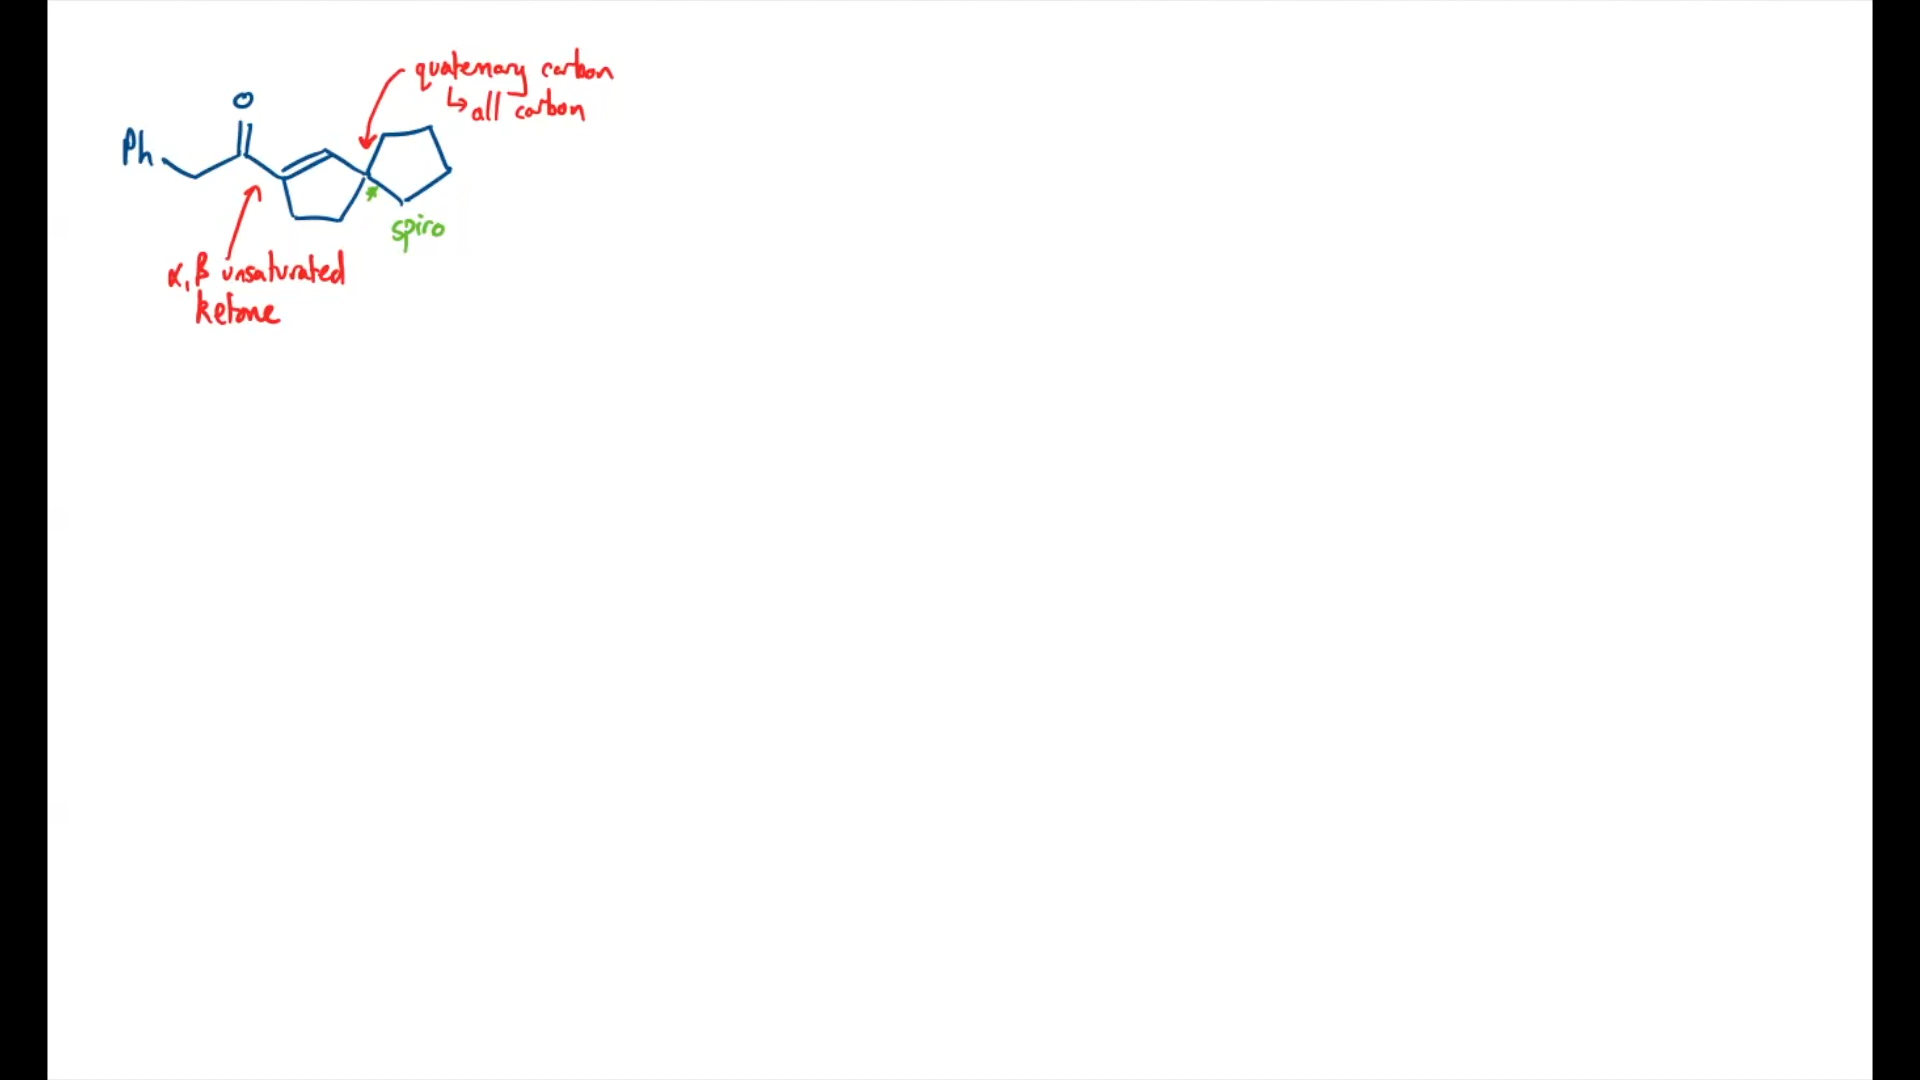 quaternary carbon
↳ all carbon
O
Ph
spiro
α, β unsaturated
ketone